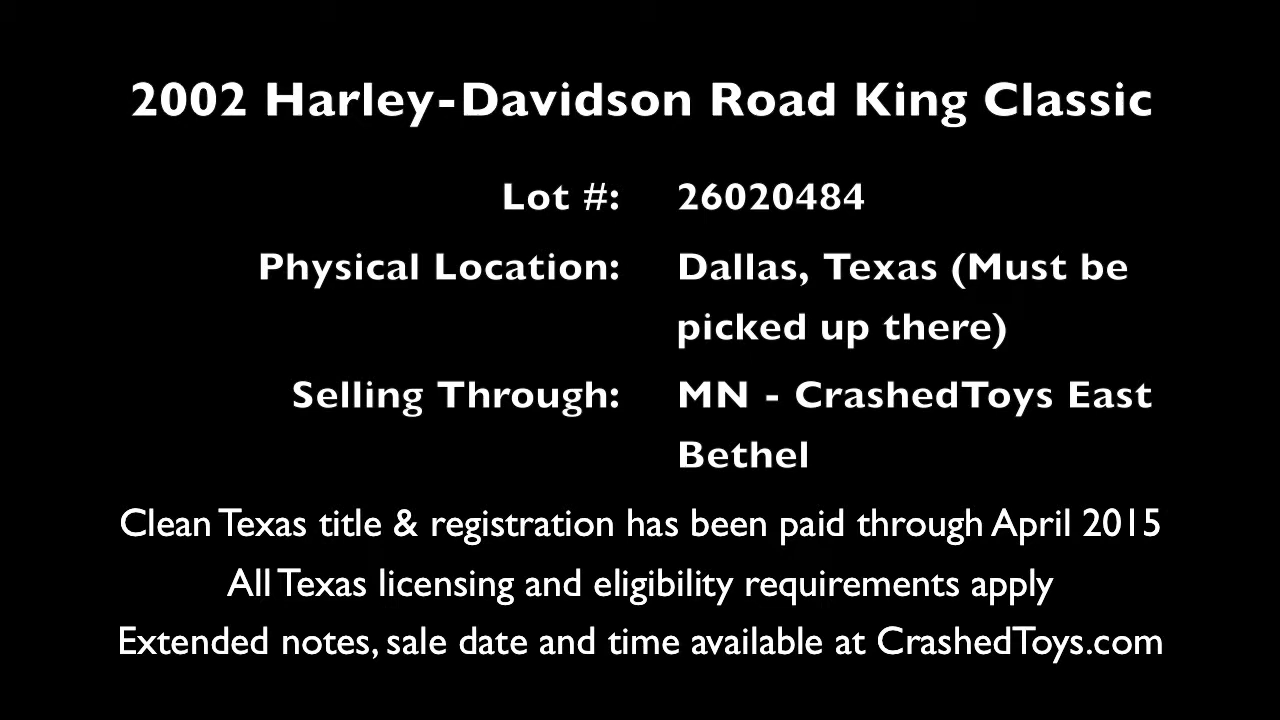 2002 Harley-Davidson Road King Classic
Lot #: 26020484
Physical Location: Dallas, Texas (Must be
picked up there)
Selling Through: MN - CrashedToys East
Bethel
Clean Texas title & registration has been paid through April 2015
All Texas licensing and eligibility requirements apply
Extended notes, sale date and time available at CrashedToys.com